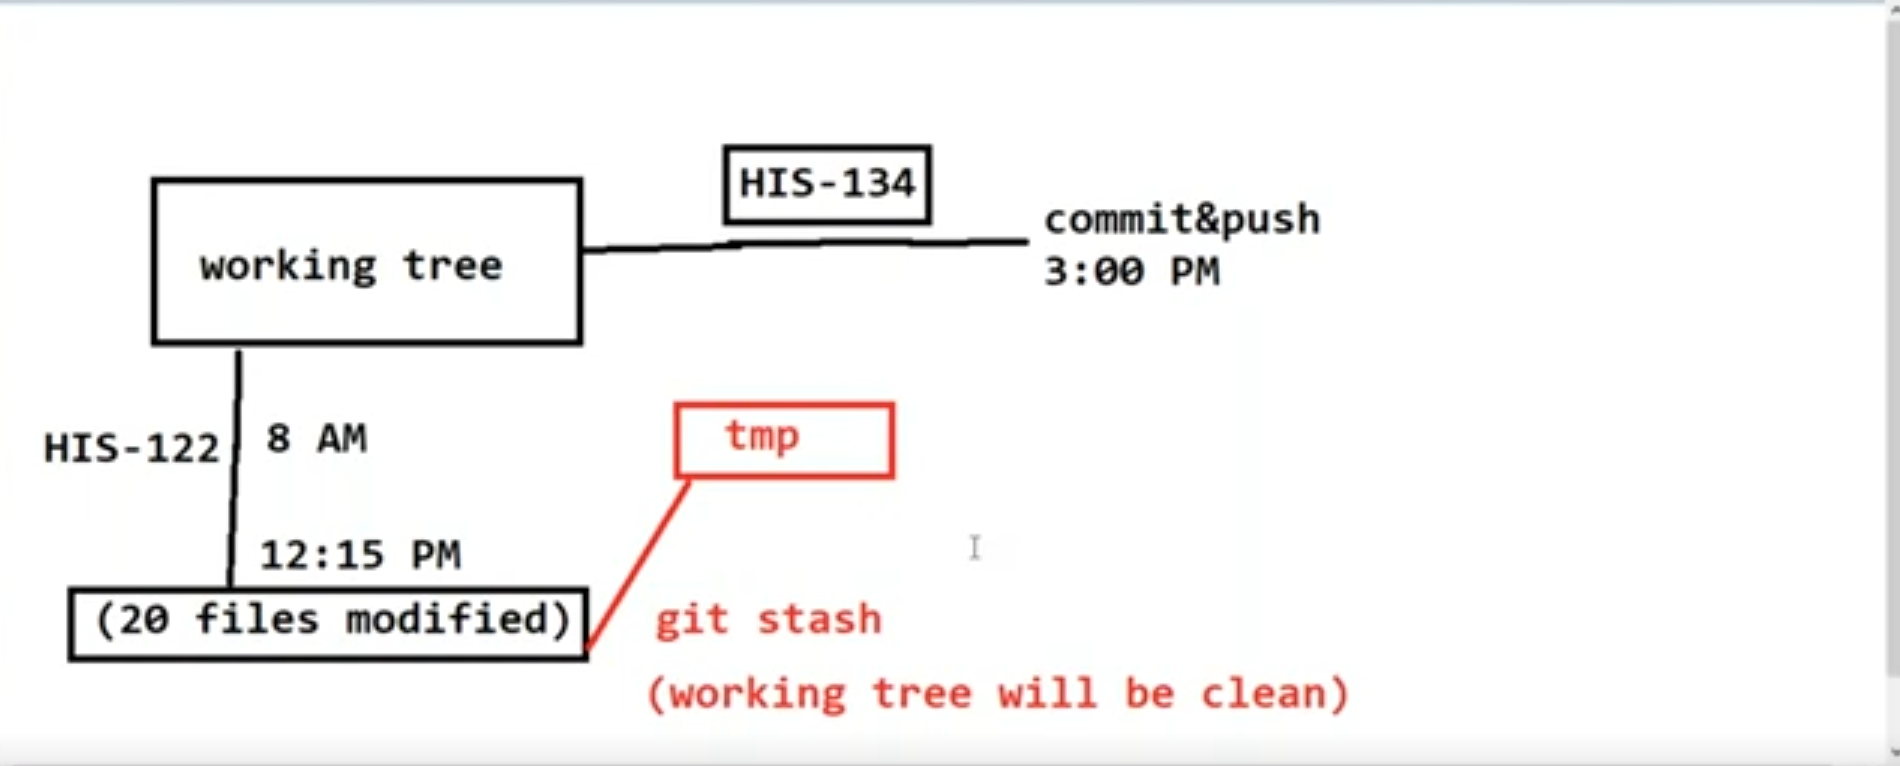 HIS-134
commit&push
3:00 PM
working tree
HIS-122
8 AM
tmp
12:15 PM
(20 files modified)
git stash
(working tree will be clean)